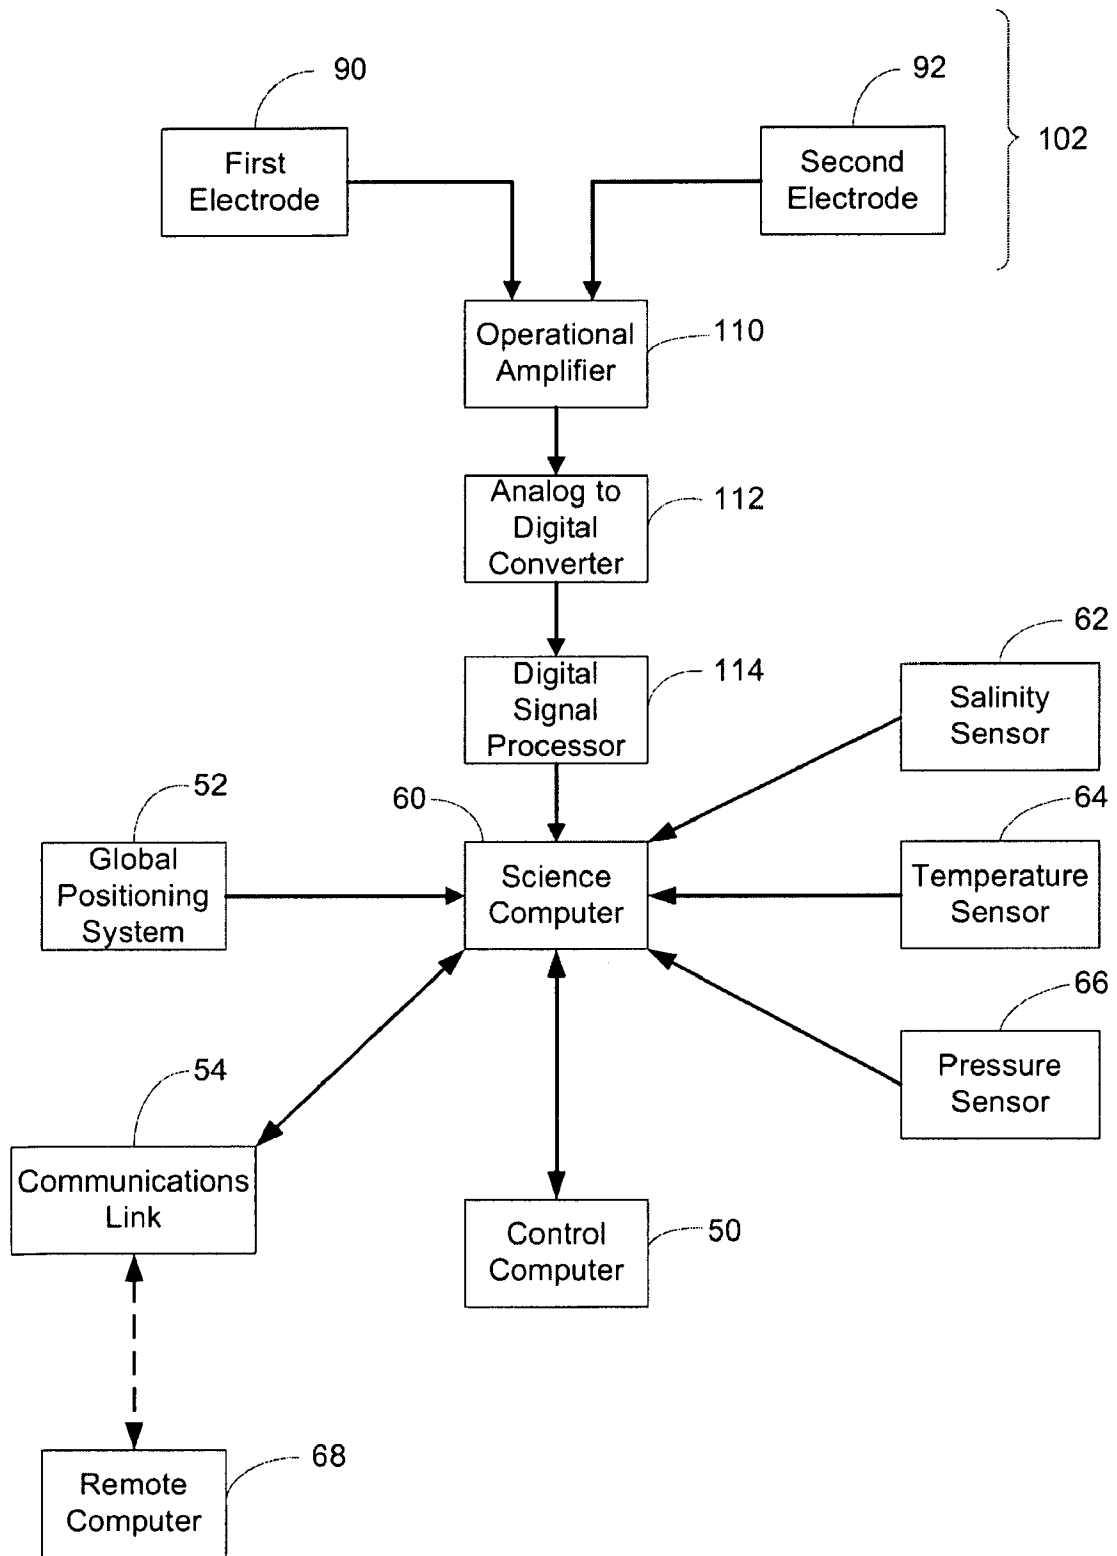 90
92
102
First
Electrode
Second
Electrode
Operational
Amplifier
110
Analog to
Digital
Converter
112
Digital
Signal
Processor
114
62
Salinity
Sensor
52
60
64
Global
Positioning
System
Science
Computer
Temperature
Sensor
66
54
Pressure
Sensor
Communications
Link
Control
Computer
50
68
Remote
Computer